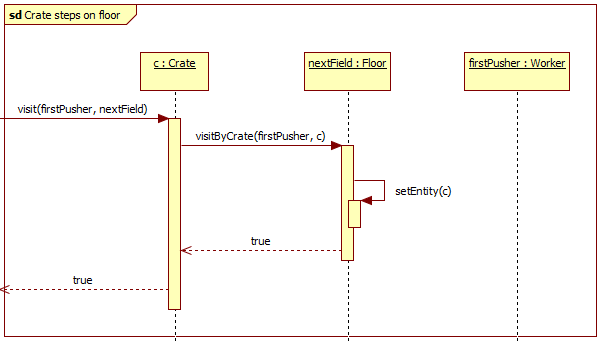 sd Crate steps on floor
c : Crate
nextField : Floor
firstPusher : Worker
visit(firstPusher, nextField)
visitByCrate(firstPusher, c)
setEntity(c)
true
true